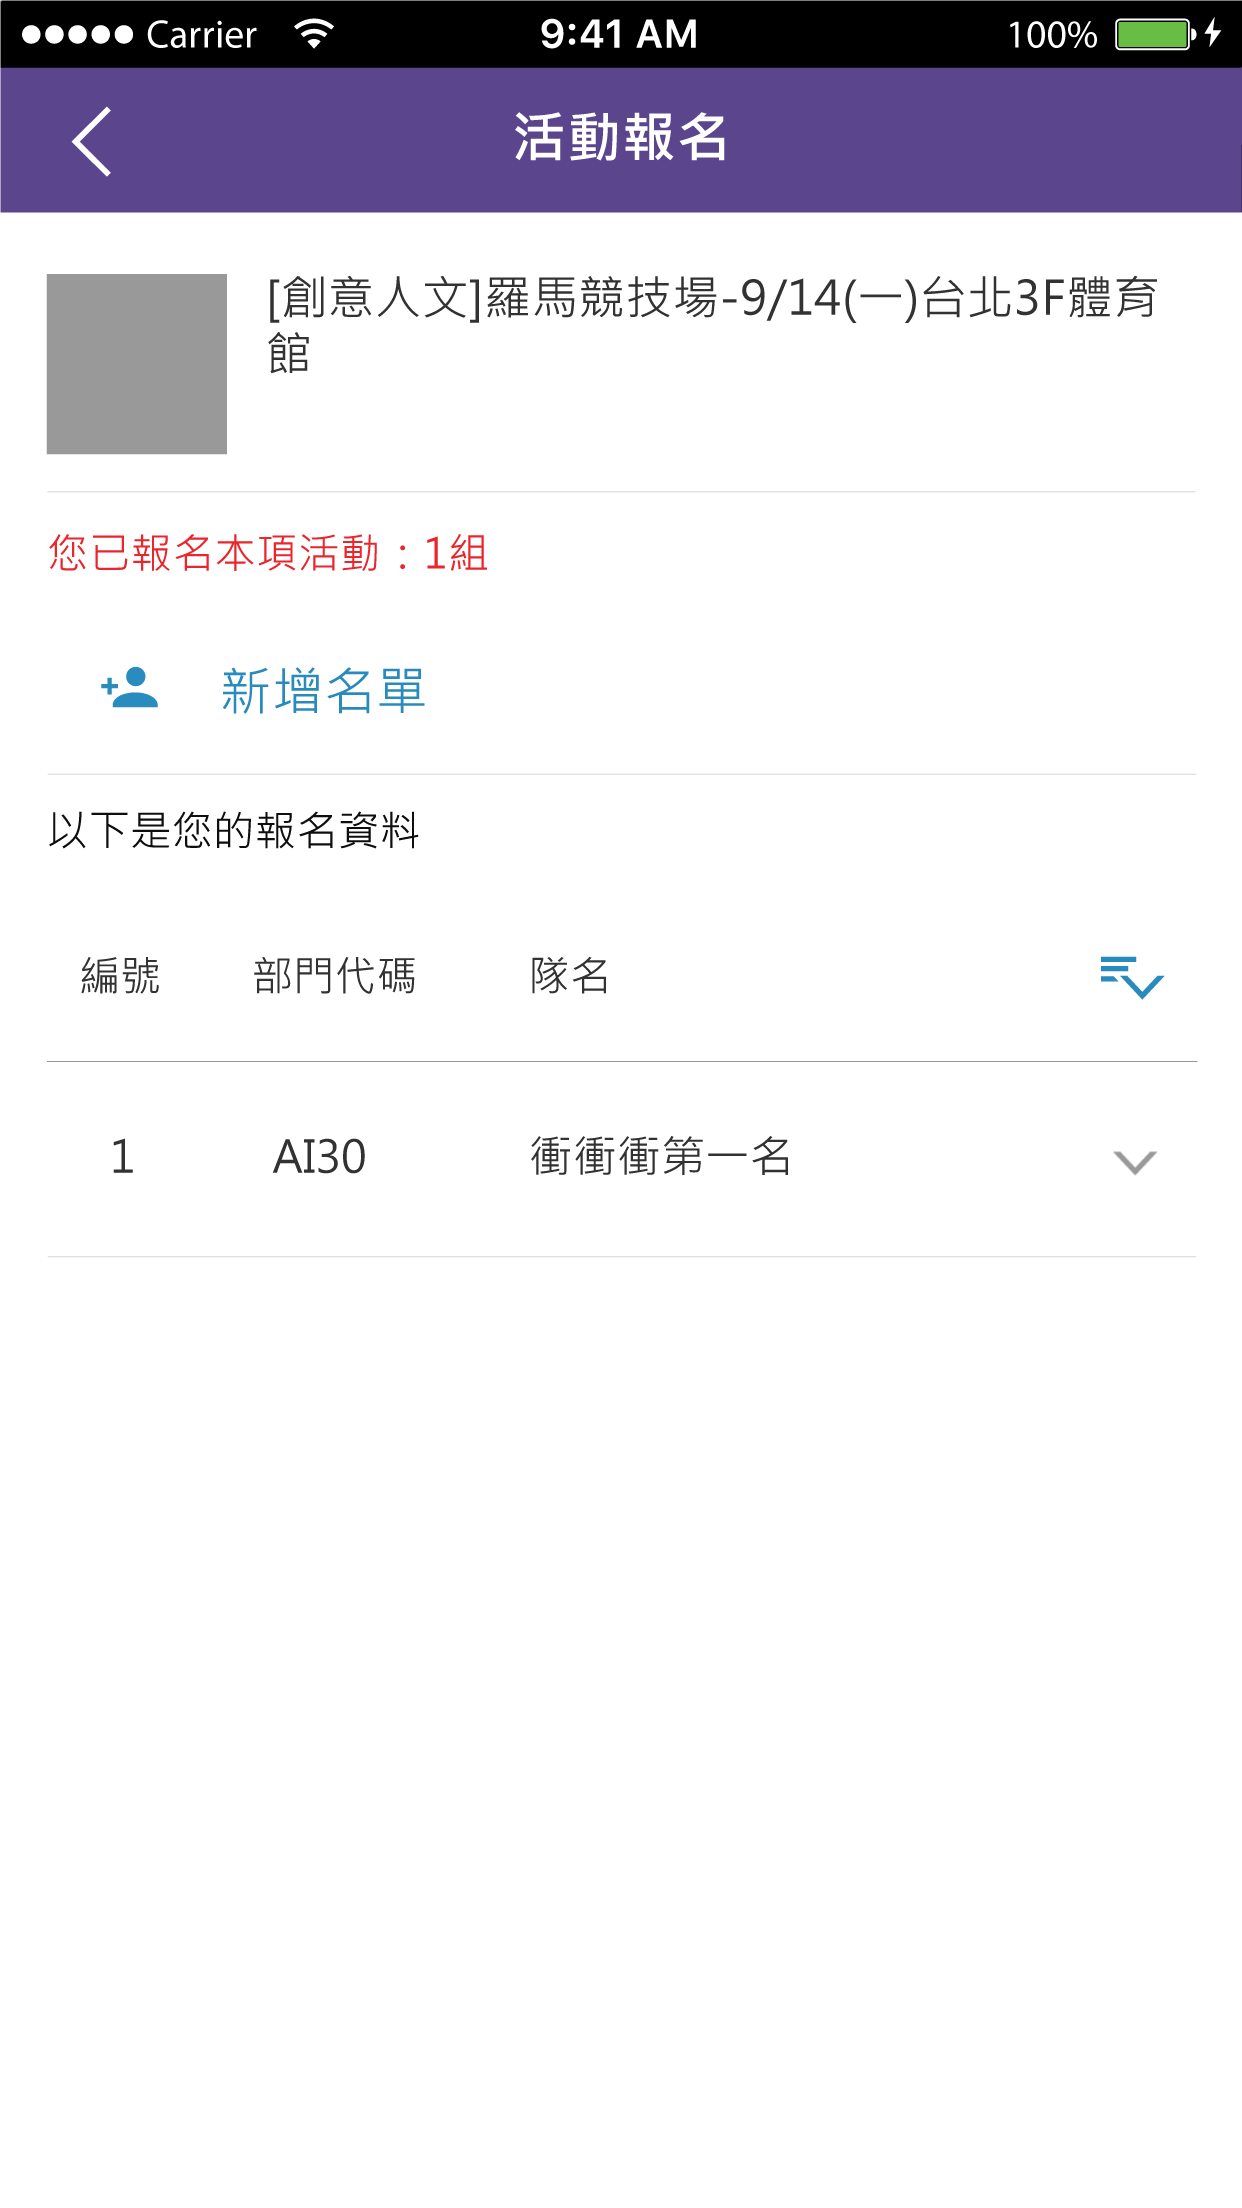 Carrier 9:41 AM 100%
活動報名
[創意人文]羅馬競技場-9/14(一)台北3F體育
館
您已報名本項活動：1組
新增名單
以下是您的報名資料
編號 部門代碼 隊名
1 AI30 衝衝衝第一名